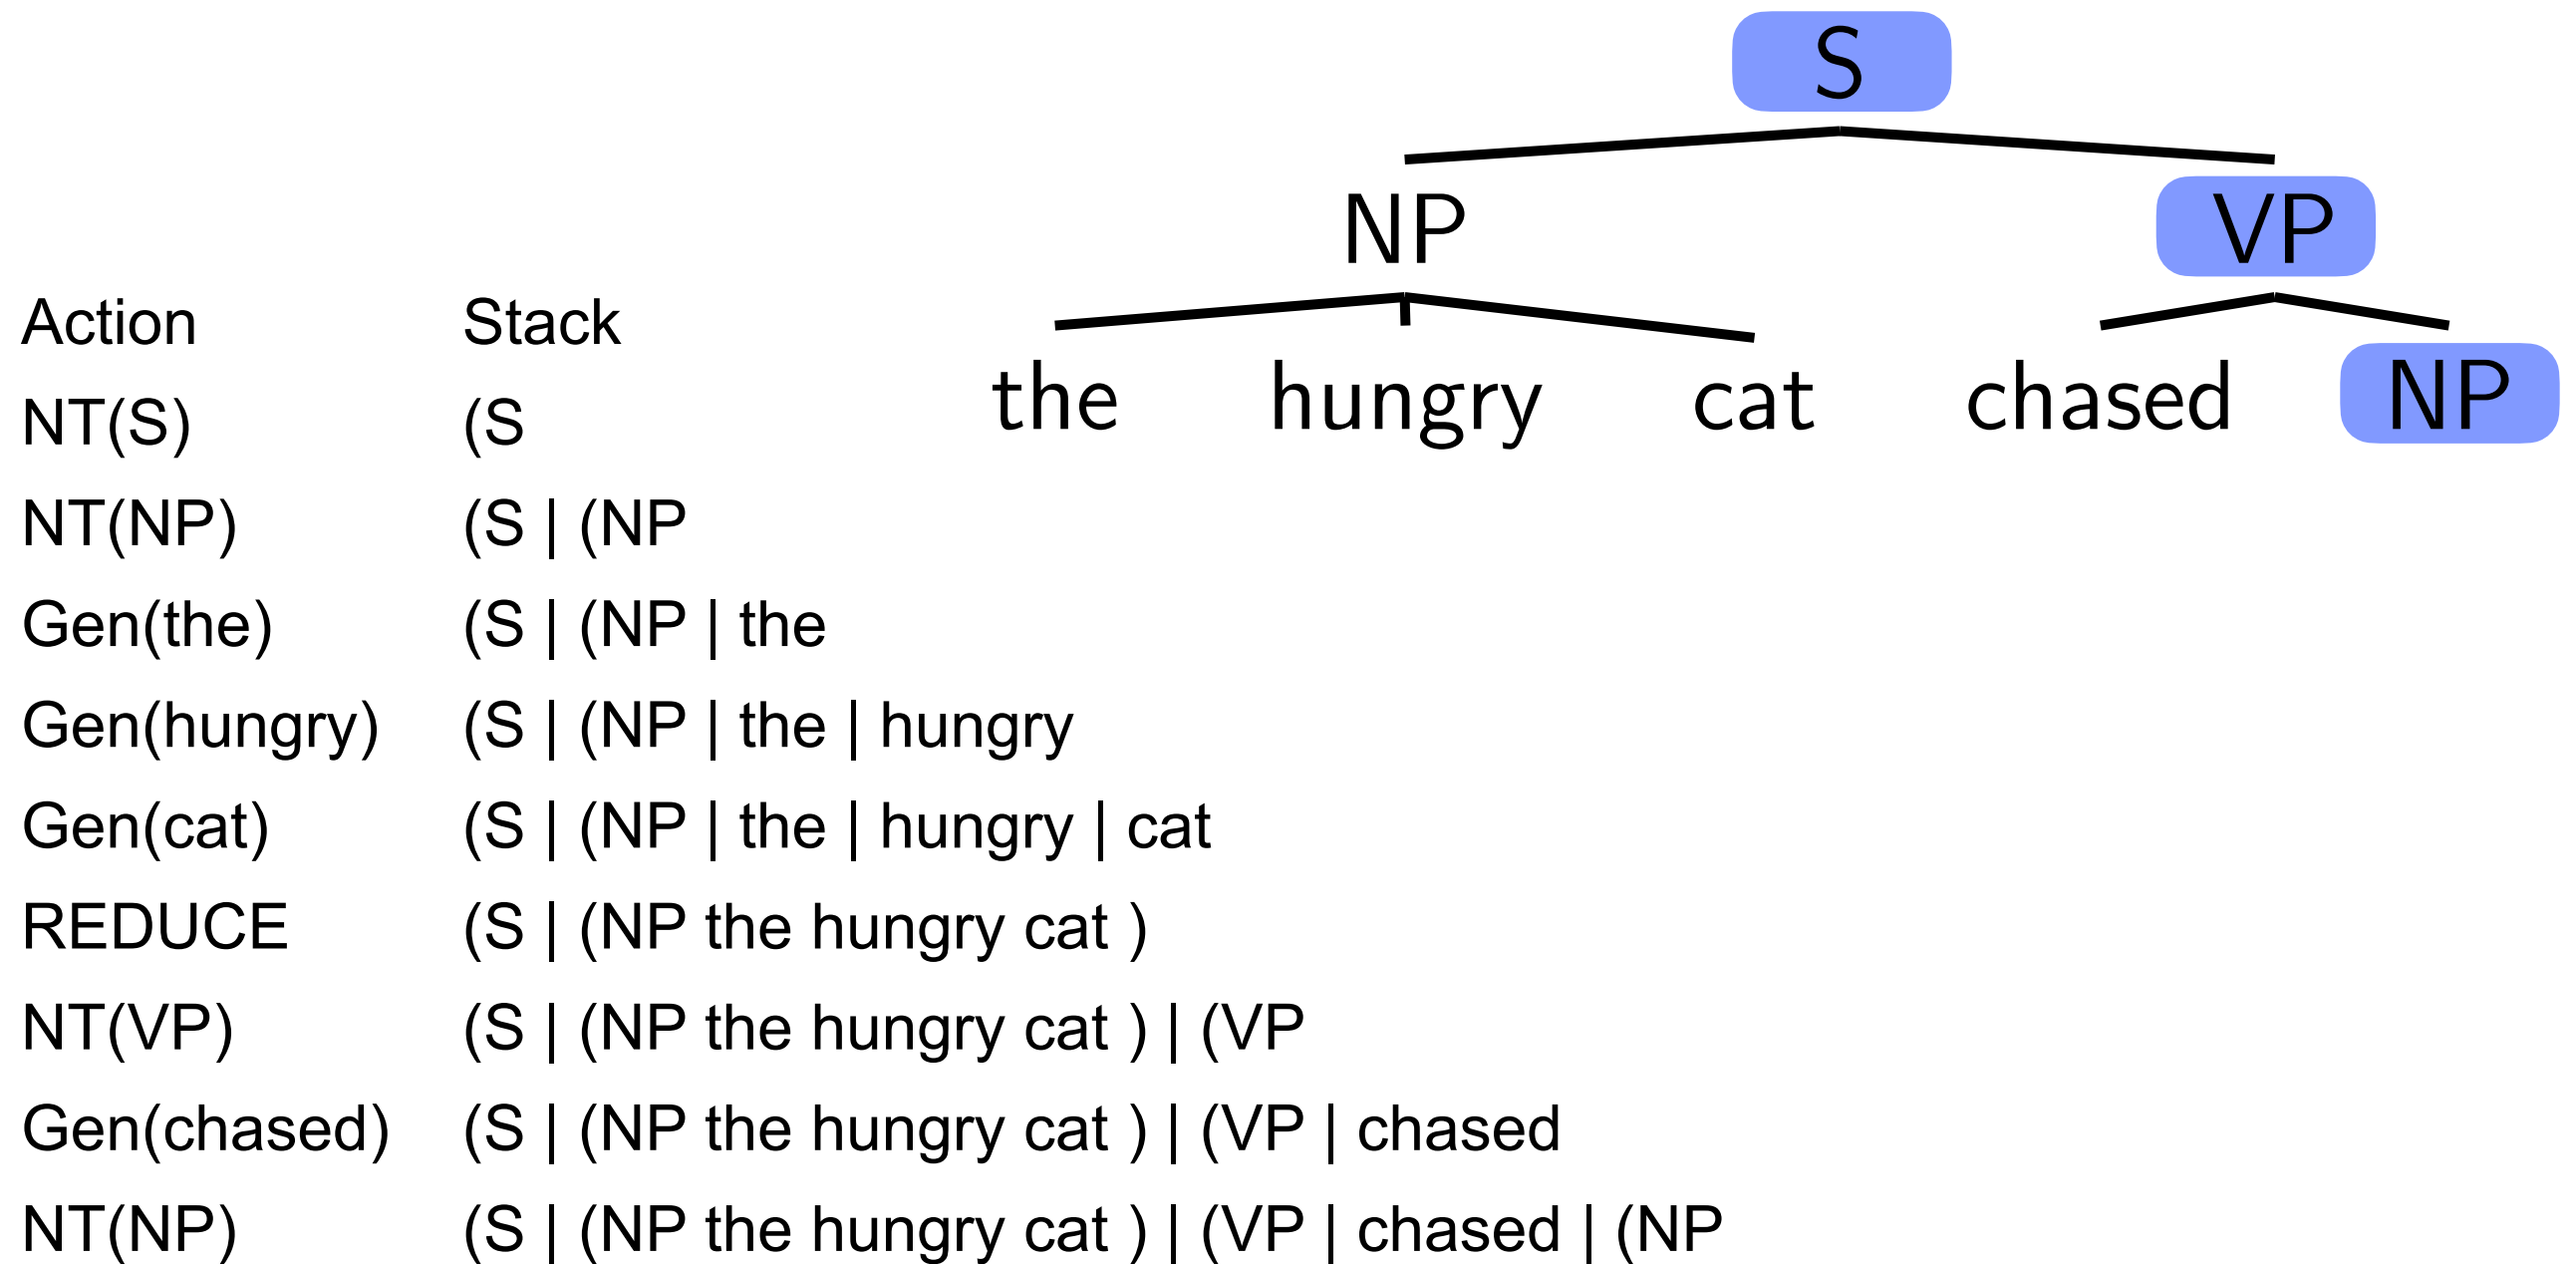 S
NP VP
the hungry cat chased NP
Action Stack
NT(S) (S
NT(NP) (S | (NP
Gen(the) (S | (NP | the
Gen(hungry) (S | (NP | the | hungry
Gen(cat) (S | (NP | the | hungry | cat
REDUCE (S | (NP the hungry cat )
NT(VP) (S | (NP the hungry cat ) | (VP
Gen(chased) (S | (NP the hungry cat ) | (VP | chased
NT(NP) (S | (NP the hungry cat ) | (VP | chased | (NP